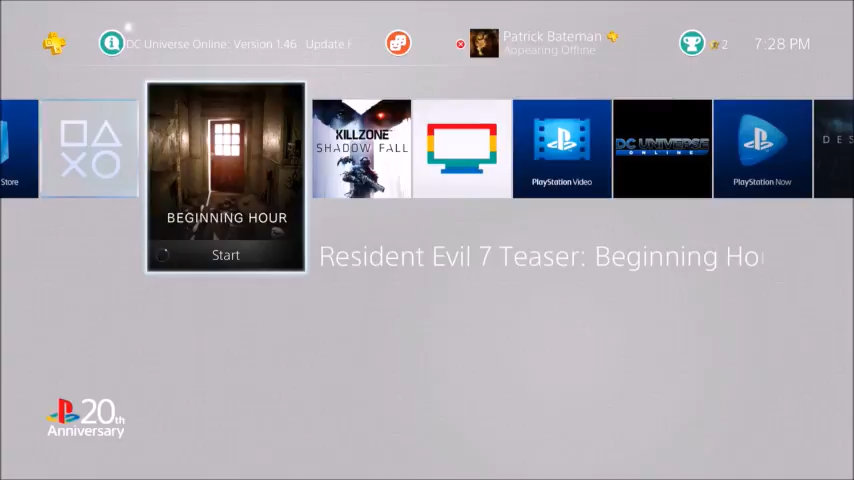 DC Universe Online: Version 1.46 Update
Patrick Bateman
Appearing Offline
2
7:28 PM
Store
BEGINNING HOUR
Start
KILLZONE
SHADOW FALL
PlayStation Video
DC UNIVERSE
ONLINE
PlayStation Now
DES
Resident Evil 7 Teaser: Beginning Ho
20th
Anniversary